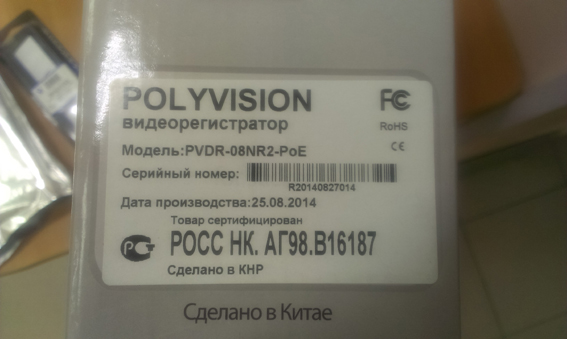 POLYVISION
FC
видеорегистратор
RoHS
Модель:PVDR-08NR2-PoE
CE
Серийный номер:
R20140827014
Дата производства:25.08.2014
Товар сертифицирован
РОСС НК. АГ98.В16187
Сделано в КНР
Сделано в Китае